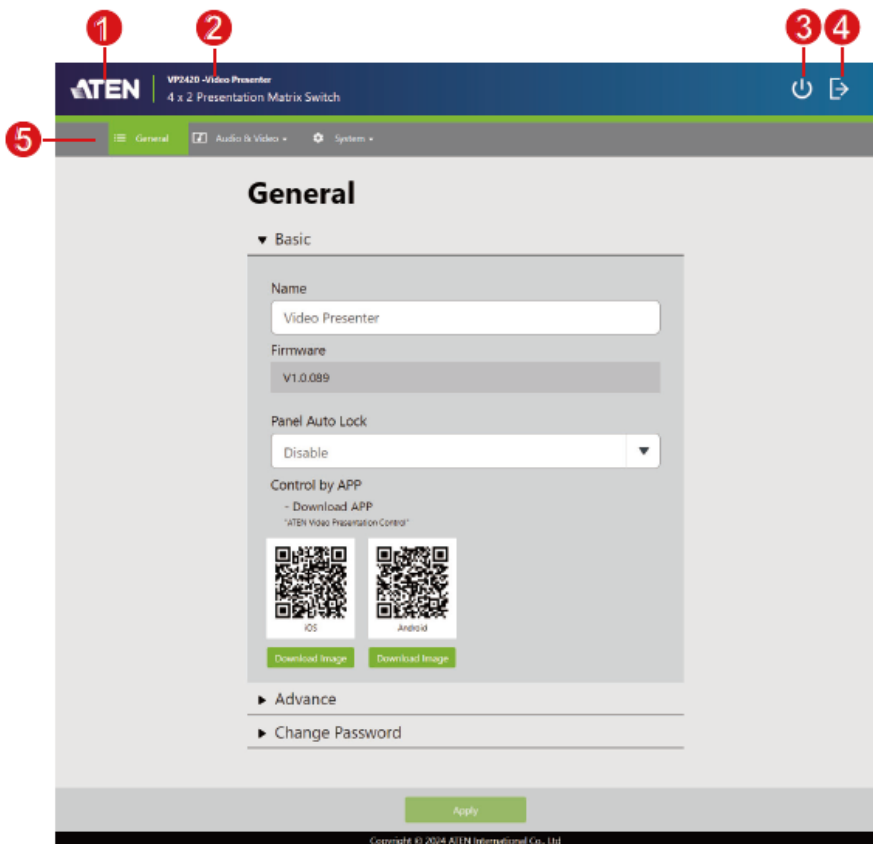 1
2
3
4
ATEN
VP2420 -Video Presenter
4 x 2 Presentation Matrix Switch
5
General
Audio & Video
System
General
Basic
Name
Video Presenter
Firmware
V1.0.089
Panel Auto Lock
Disable
Control by APP
- Download APP
"ATEN Video Presentation Control"
iOS
Android
Download Image
Download Image
Advance
Change Password
Apply
Copyright © 2024 ATEN International Co., Ltd